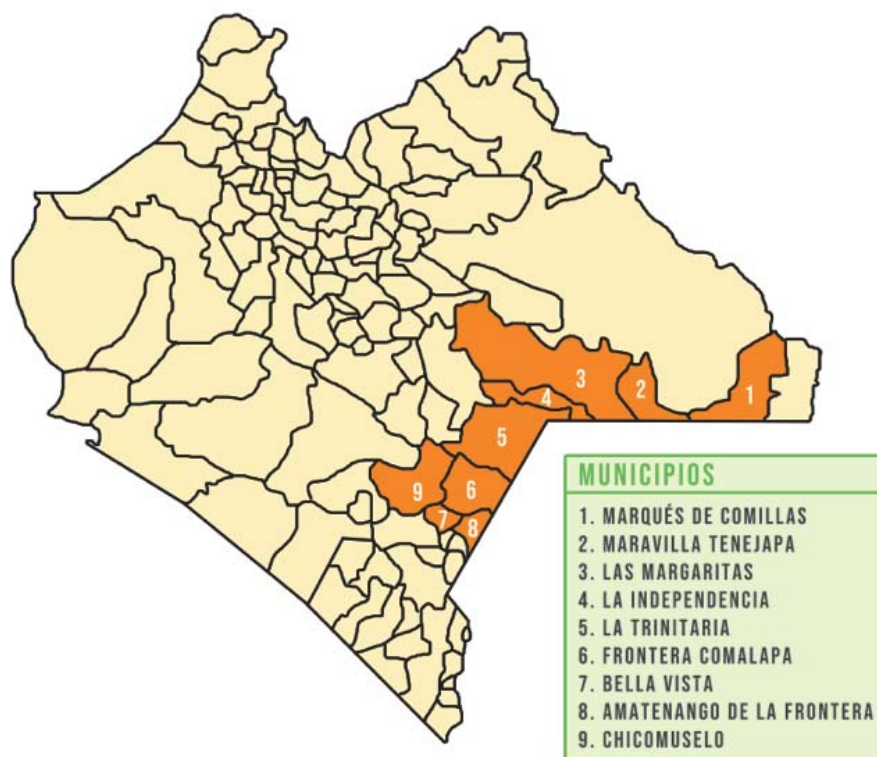 3
2
1
4
5
6
9
7
8
MUNICIPIOS
1. MARQUÉS DE COMILLAS
2. MARAVILLA TENEJAPA
3. LAS MARGARITAS
4. LA INDEPENDENCIA
5. LA TRINITARIA
6. FRONTERA COMALAPA
7. BELLA VISTA
8. AMATENANGO DE LA FRONTERA
9. CHICOMUSELO